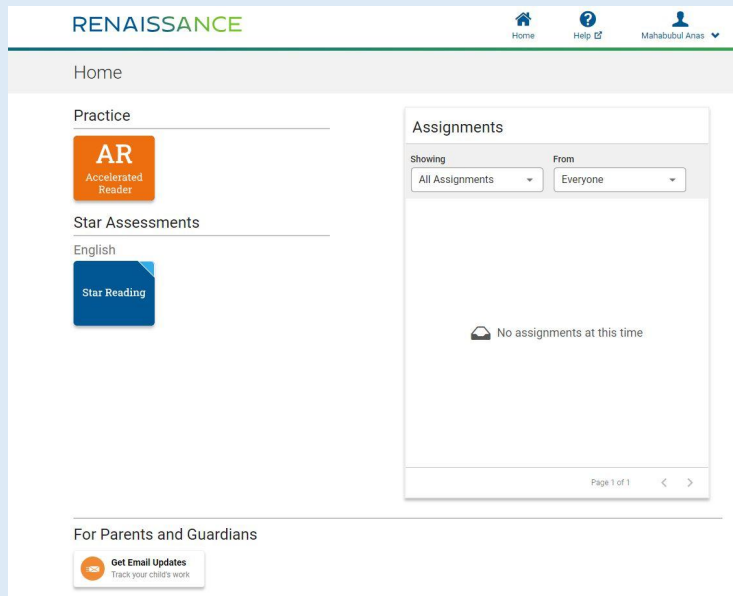 RENAISSANCE
Home
Help
Mahabubul Anas
Home
Practice
AR
Accelerated
Reader
Star Assessments
English
Star Reading
Assignments
Showing
From
All Assignments
Everyone
No assignments at this time
Page 1 of 1
For Parents and Guardians
Get Email Updates
Track your child's work